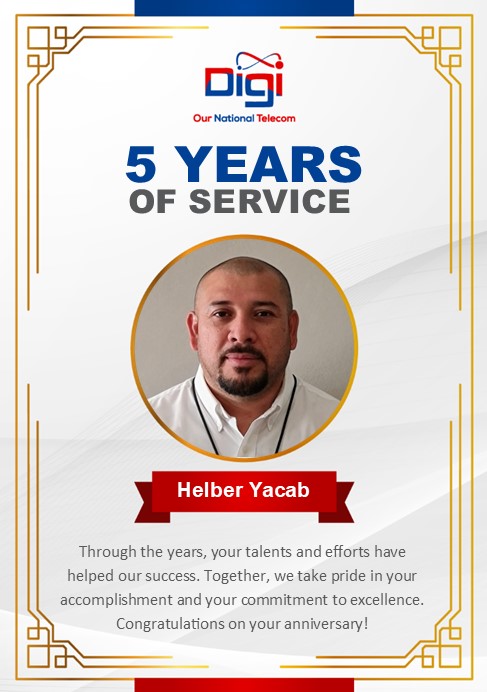 Digi
Our National Telecom
5 YEARS
OF SERVICE
Helber Yacab
Through the years, your talents and efforts have
helped our success. Together, we take pride in your
accomplishment and your commitment to excellence.
Congratulations on your anniversary!